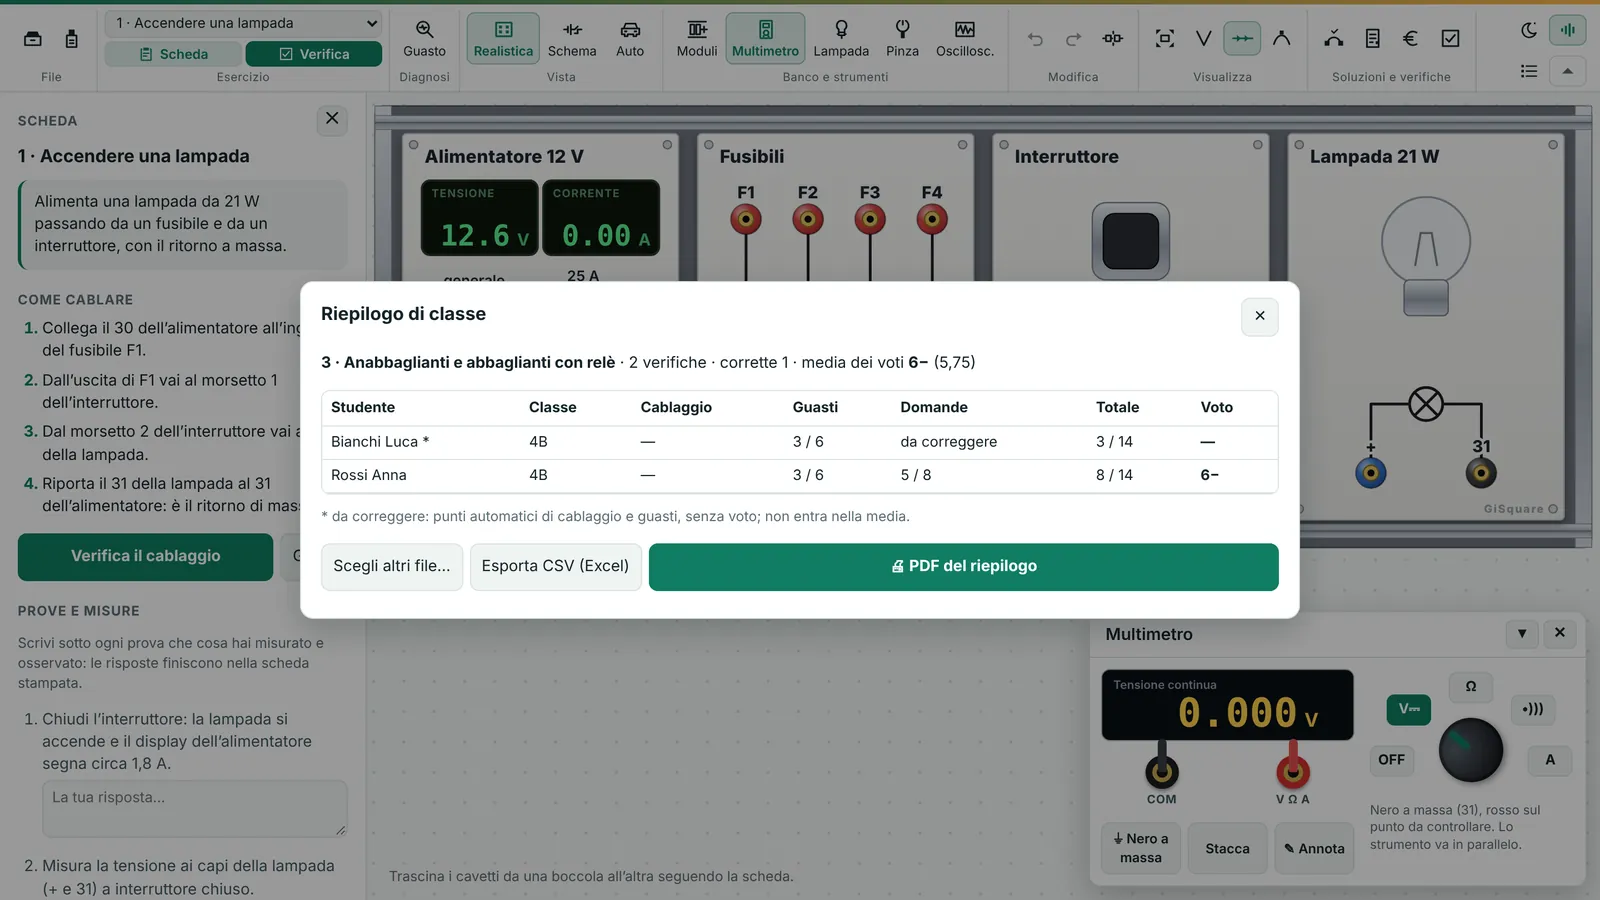 1 · Accendere una lampada
Scheda
Verifica
File
Esercizio
Guasto
Diagnosi
Realistica
Schema
Auto
Vista
Moduli
Multimetro
Lampada
Pinza
Oscillosc.
Banco e strumenti
Modifica
Visualizza
Soluzioni e verifiche
SCHEDA
1 · Accendere una lampada
Alimenta una lampada da 21 W
passando da un fusibile e da un
interruttore, con il ritorno a massa.
COME CABLARE
1. Collega il 30 dell’alimentatore all’ing
del fusibile F1.
2. Dall’uscita di F1 vai al morsetto 1
dell’interruttore.
3. Dal morsetto 2 dell’interruttore vai a
della lampada.
4. Riporta il 31 della lampada al 31
dell’alimentatore: è il ritorno di mas
Verifica il cablaggio
PROVE E MISURE
Scrivi sotto ogni prova che cosa hai misurato e
osservato: le risposte finiscono nella scheda
stampata.
1. Chiudi l’interruttore: la lampada si
accende e il display dell’alimentatore
segna circa 1,8 A.
La tua risposta...
2. Misura la tensione ai capi della lampada
(+ e 31) a interruttore chiuso.
Alimentatore 12 V
TENSIONE
12.6 V
CORRENTE
0.00 A
generale
25 A
Fusibili
F1 F2 F3 F4
Interruttore
Lampada 21 W
+ 31
GiSquare
Riepilogo di classe
3 · Anabbaglianti e abbaglianti con relè · 2 verifiche · corrette 1 · media dei voti 6− (5,75)
Studente Classe Cablaggio Guasti Domande Totale Voto
Bianchi Luca * 4B — 3 / 6 da correggere 3 / 14 —
Rossi Anna 4B — 3 / 6 5 / 8 8 / 14 6−
* da correggere: punti automatici di cablaggio e guasti, senza voto; non entra nella media.
Scegli altri file...
Esporta CSV (Excel)
PDF del riepilogo
Trascina i cavetti da una boccola all’altra seguendo la scheda.
Multimetro
Tensione continua
0.000 V
COM
V Ω A
Nero a
massa
Stacca
Annota
Ω
V
•)))
OFF
A
Nero a massa (31), rosso sul
punto da controllare. Lo
strumento va in parallelo.